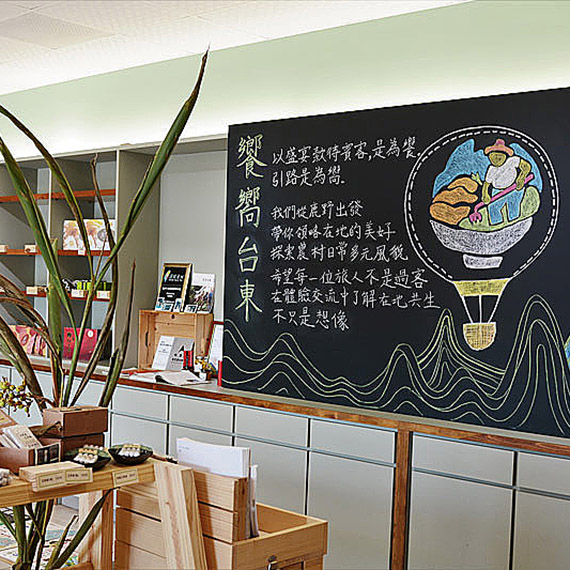 饗嚮台東
以盛宴款待賓客,是為饗,
引路是為嚮.
我們從鹿野出發
帶你領略在地的美好
探索農村日常多元風貌
希望每一位旅人不是過客
在體驗交流中了解在地共生
不只是想像